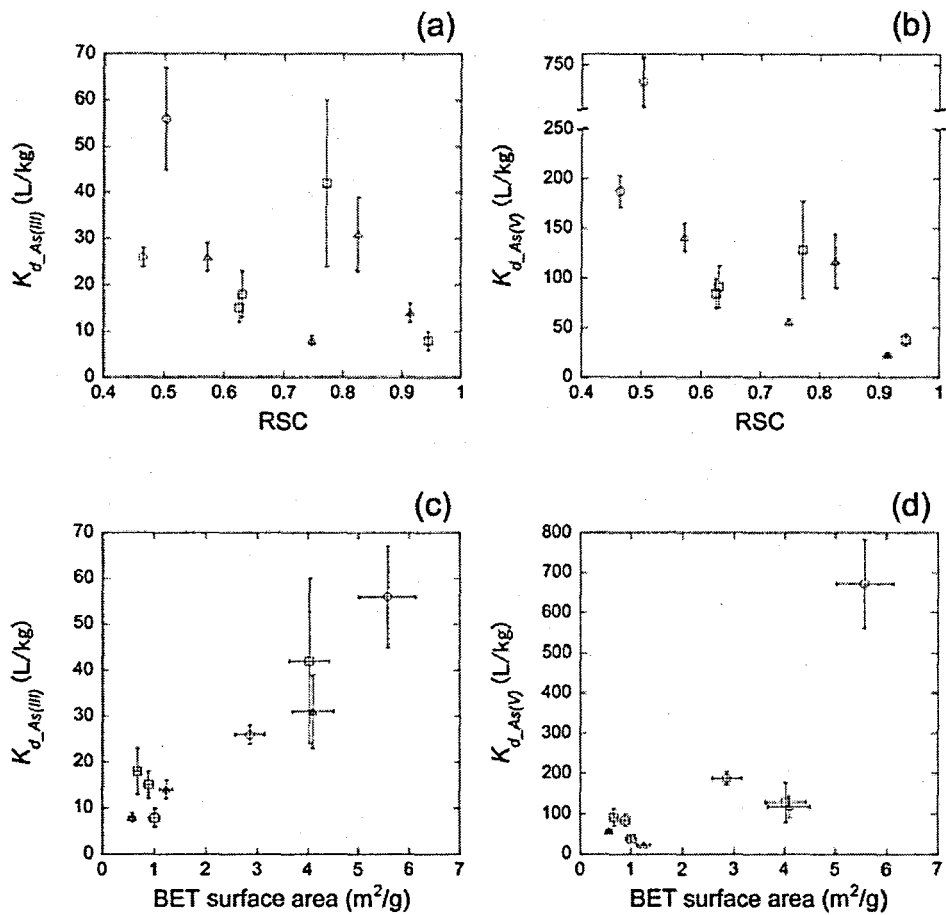 (a)
70
60
50
40
30
20
10
0
K_d_As(III) (L/kg)
0.4 0.5 0.6 0.7 0.8 0.9 1
RSC
(b)
750
250
200
150
100
50
0
K_d_As(V) (L/kg)
0.4 0.5 0.6 0.7 0.8 0.9 1
RSC
(c)
70
60
50
40
30
20
10
0
K_d_As(III) (L/kg)
0 1 2 3 4 5 6 7
BET surface area (m²/g)
(d)
800
700
600
500
400
300
200
100
0
K_d_As(V) (L/kg)
0 1 2 3 4 5 6 7
BET surface area (m²/g)